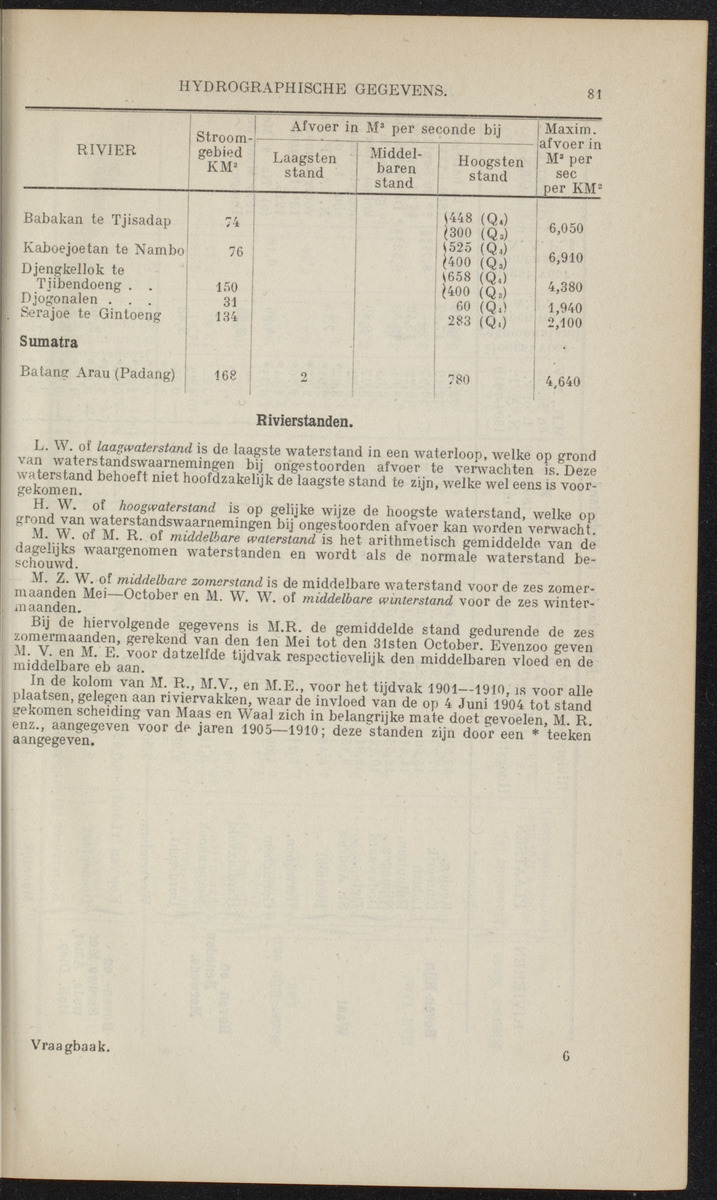 HYDROGRAPHISCHE GEGEVENS. 81
RIVIER
Stroom-
gebied
KM²
Afvoer in M³ per seconde bij
Laagsten
stand
Middel-
baren
stand
Hoogsten
stand
Maxim.
afvoer in
M³ per
sec
per KM²
Babakan te Tjisadap 74 448 (Q₄) 6,050
300 (Q₃)
Kaboejoetan te Nambo 76 525 (Q₄) 6,910
400 (Q₃)
Djengkellok te 658 (Q₄)
Tjibendoeng . . 150 400 (Q₃) 4,380
Djogonalen . . . 31 60 (Q₄) 1,940
Serajoe te Gintoeng 134 283 (Q₄) 2,100
Sumatra
Batang Arau (Padang) 168 2 780 4,640
Rivierstanden.
L. W. of laagwaterstand is de laagste waterstand in een waterloop, welke op grond
van waterstandswaarnemingen bij ongestoorden afvoer te verwachten is. Deze
waterstand behoeft niet hoofdzakelijk de laagste stand te zijn, welke wel eens is voor-
gekomen.
H. W. of hoogwaterstand is op gelijke wijze de hoogste waterstand, welke op
grond van waterstandswaarnemingen bij ongestoorden afvoer kan worden verwacht.
M. W. of M. R. of middelbare waterstand is het arithmetisch gemiddelde van de
dagelijks waargenomen waterstanden en wordt als de normale waterstand be-
schouwd.
M. Z. W. of middelbare zomerstand is de middelbare waterstand voor de zes zomer-
maanden Mei—October en M. W. W. of middelbare winterstand voor de zes winter-
maanden.
Bij de hiervolgende gegevens is M.R. de gemiddelde stand gedurende de zes
zomermaanden, gerekend van den 1en Mei tot den 31sten October. Evenzoo geven
M. V. en M. E. voor datzelfde tijdvak respectievelijk den middelbaren vloed en de
middelbare eb aan.
In de kolom van M. R., M.V., en M.E., voor het tijdvak 1901—1910, is voor alle
plaatsen, gelegen aan riviervakken, waar de invloed van de op 4 Juni 1904 tot stand
gekomen scheiding van Maas en Waal zich in belangrijke mate doet gevoelen, M. R.
enz., aangegeven voor de jaren 1905—1910; deze standen zijn door een * teeken
aangegeven.
Vraagbaak. 6